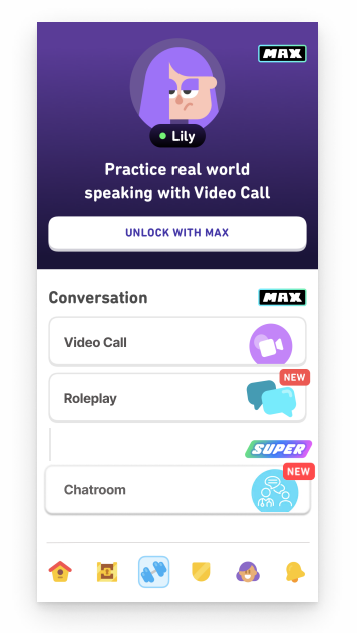 MAX
Lily
Practice real world
speaking with Video Call
UNLOCK WITH MAX
Conversation
MAX
Video Call
NEW
Roleplay
SUPER
NEW
Chatroom